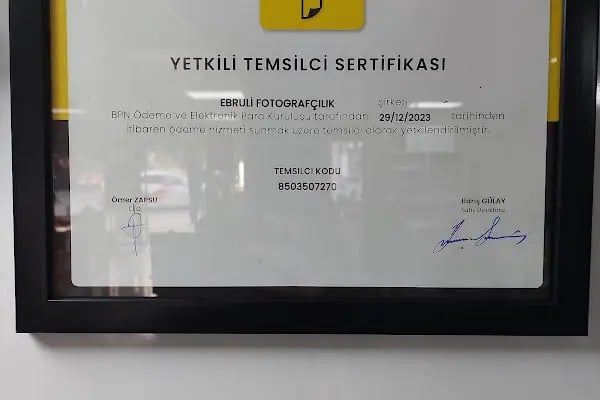 YETKİLİ TEMSİLCİ SERTİFİKASI
EBRULİ FOTOGRAFÇILIK şirketi
BPN Ödeme ve Elektronik Para Kuruluşu tarafından 29/12/2023 tarihinden
itibaren ödeme hizmeti sunmak üzere temsilci olarak yetkilendirilmiştir.
TEMSİLCİ KODU
8503507270
Ömer ZAPSU
CEO
Barış GÜLAY
Satış Direktörü